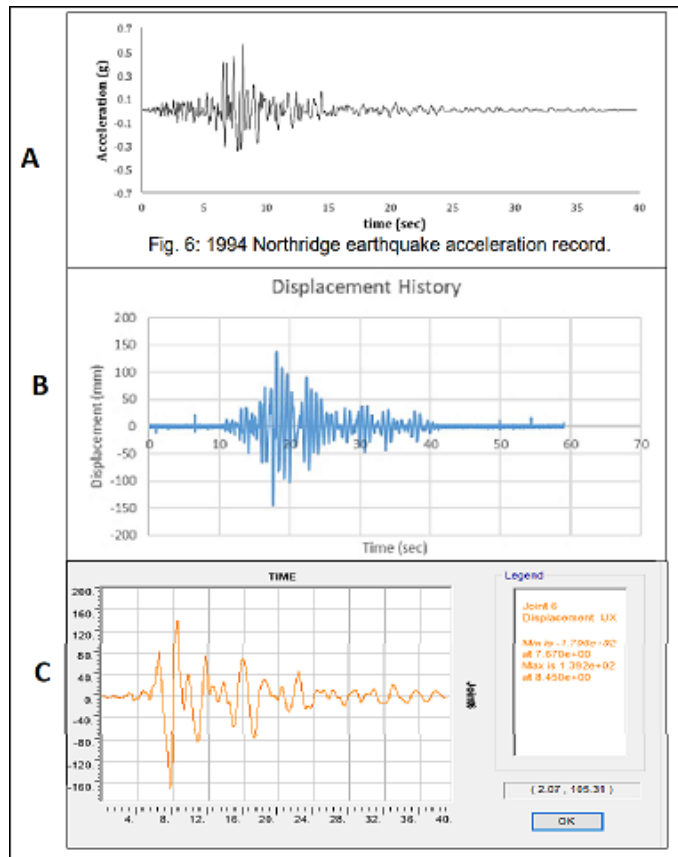 A
Acceleration (g)
0.7
0.5
0.3
0.1
-0.1
-0.3
-0.5
-0.7
0 5 10 15 20 25 30 35 40
time (sec)
Fig. 6: 1994 Northridge earthquake acceleration record.
B
Displacement History
Displacement (mm)
200
150
100
50
0
-50
-100
-150
-200
0 10 20 30 40 50 60 70
Time (sec)
C
TIME
200.
160.
120.
80.
40.
0.
-40.
-80.
-120.
-160.
4. 8. 12. 16. 20. 24. 28. 32. 36. 40.
Legend
Joint 6
Displacement UX
Min is
at 7.670e+00
Max is 1.392e+02
at 8.450e+00
OK